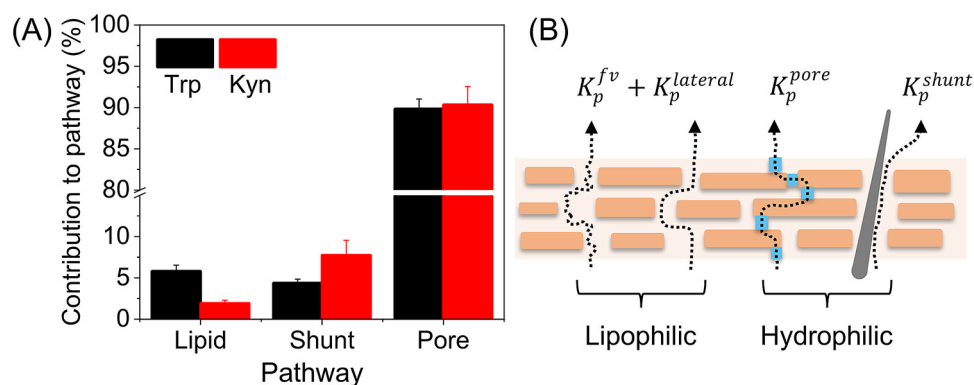 (A)
Contribution to pathway (%)
100
95
90
85
80
10
5
0
Trp Kyn
Lipid Shunt Pore
Pathway
(B)
K_p^{fv} + K_p^{lateral} K_p^{pore} K_p^{shunt}
Lipophilic Hydrophilic